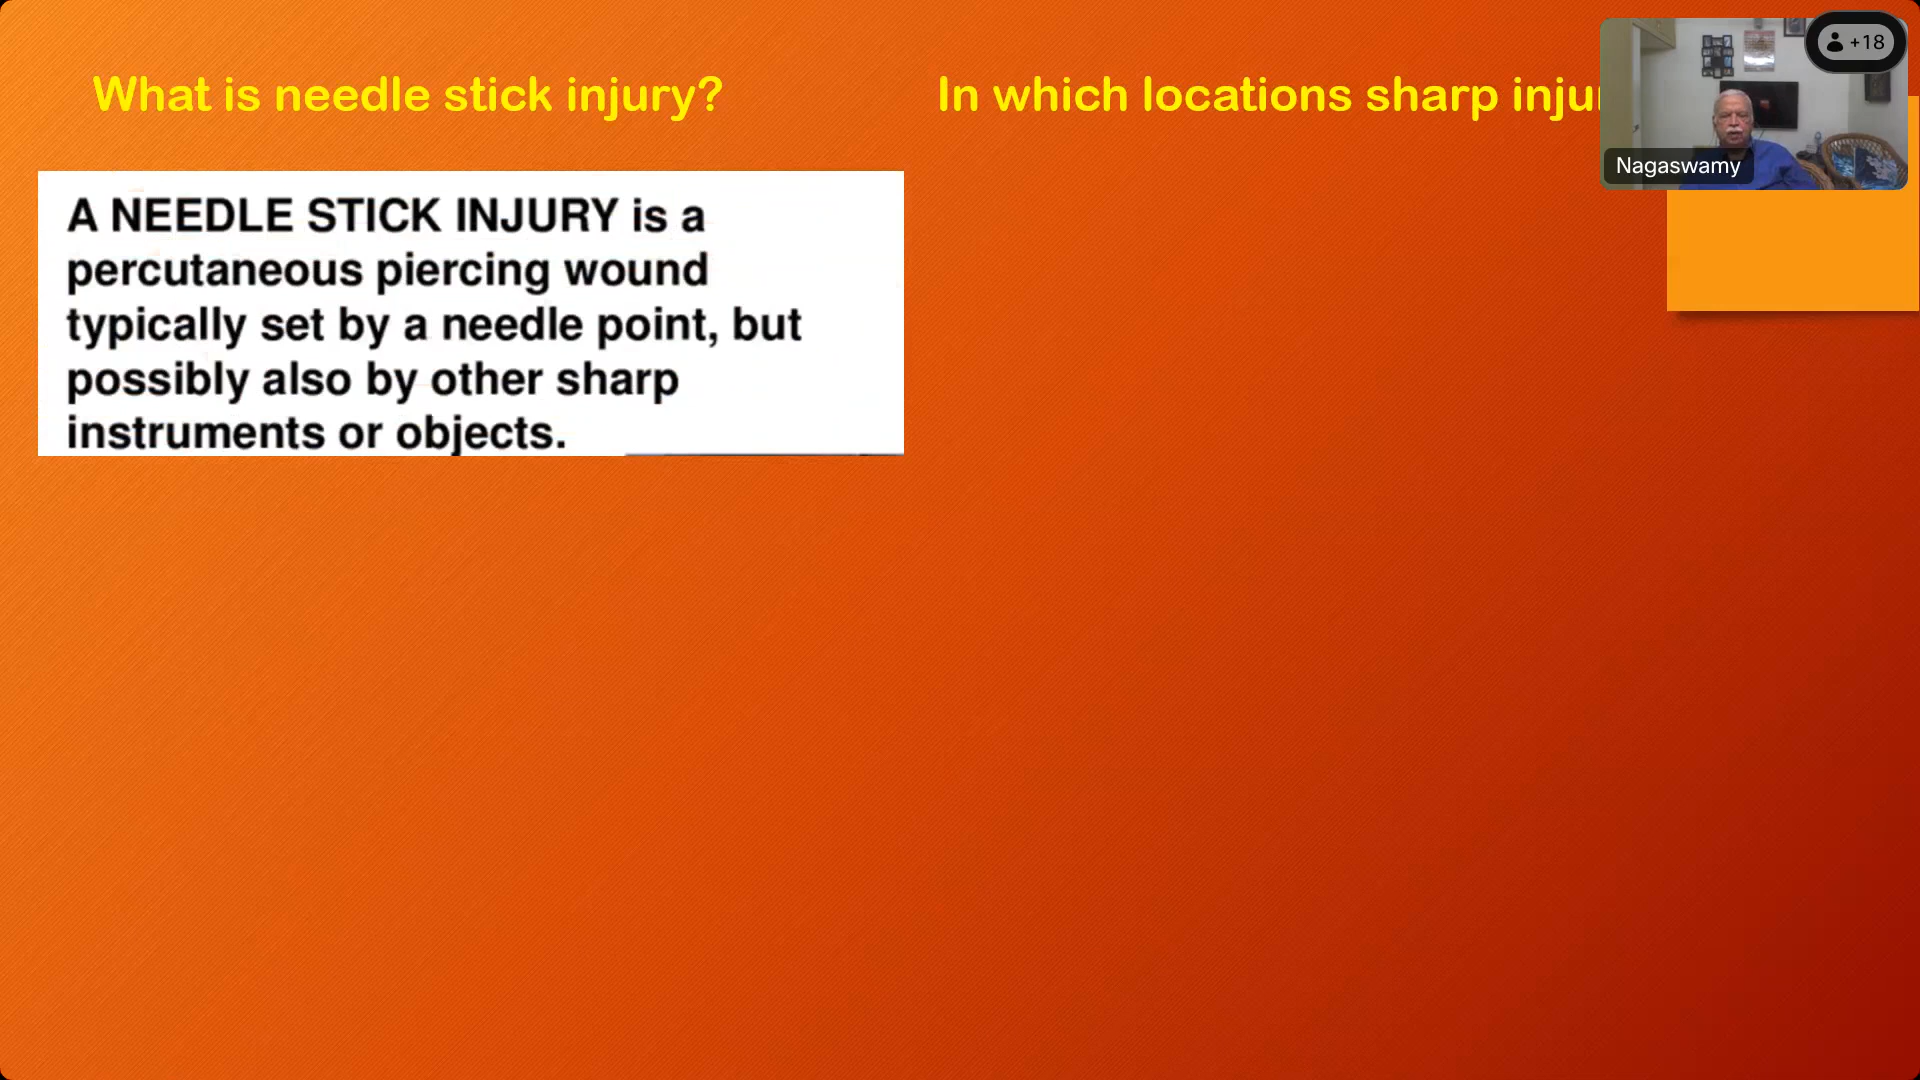 What is needle stick injury?
In which locations sharp
A NEEDLE STICK INJURY is a
percutaneous piercing wound
typically set by a needle point, but
possibly also by other sharp
instruments or objects.
+18
Nagaswamy